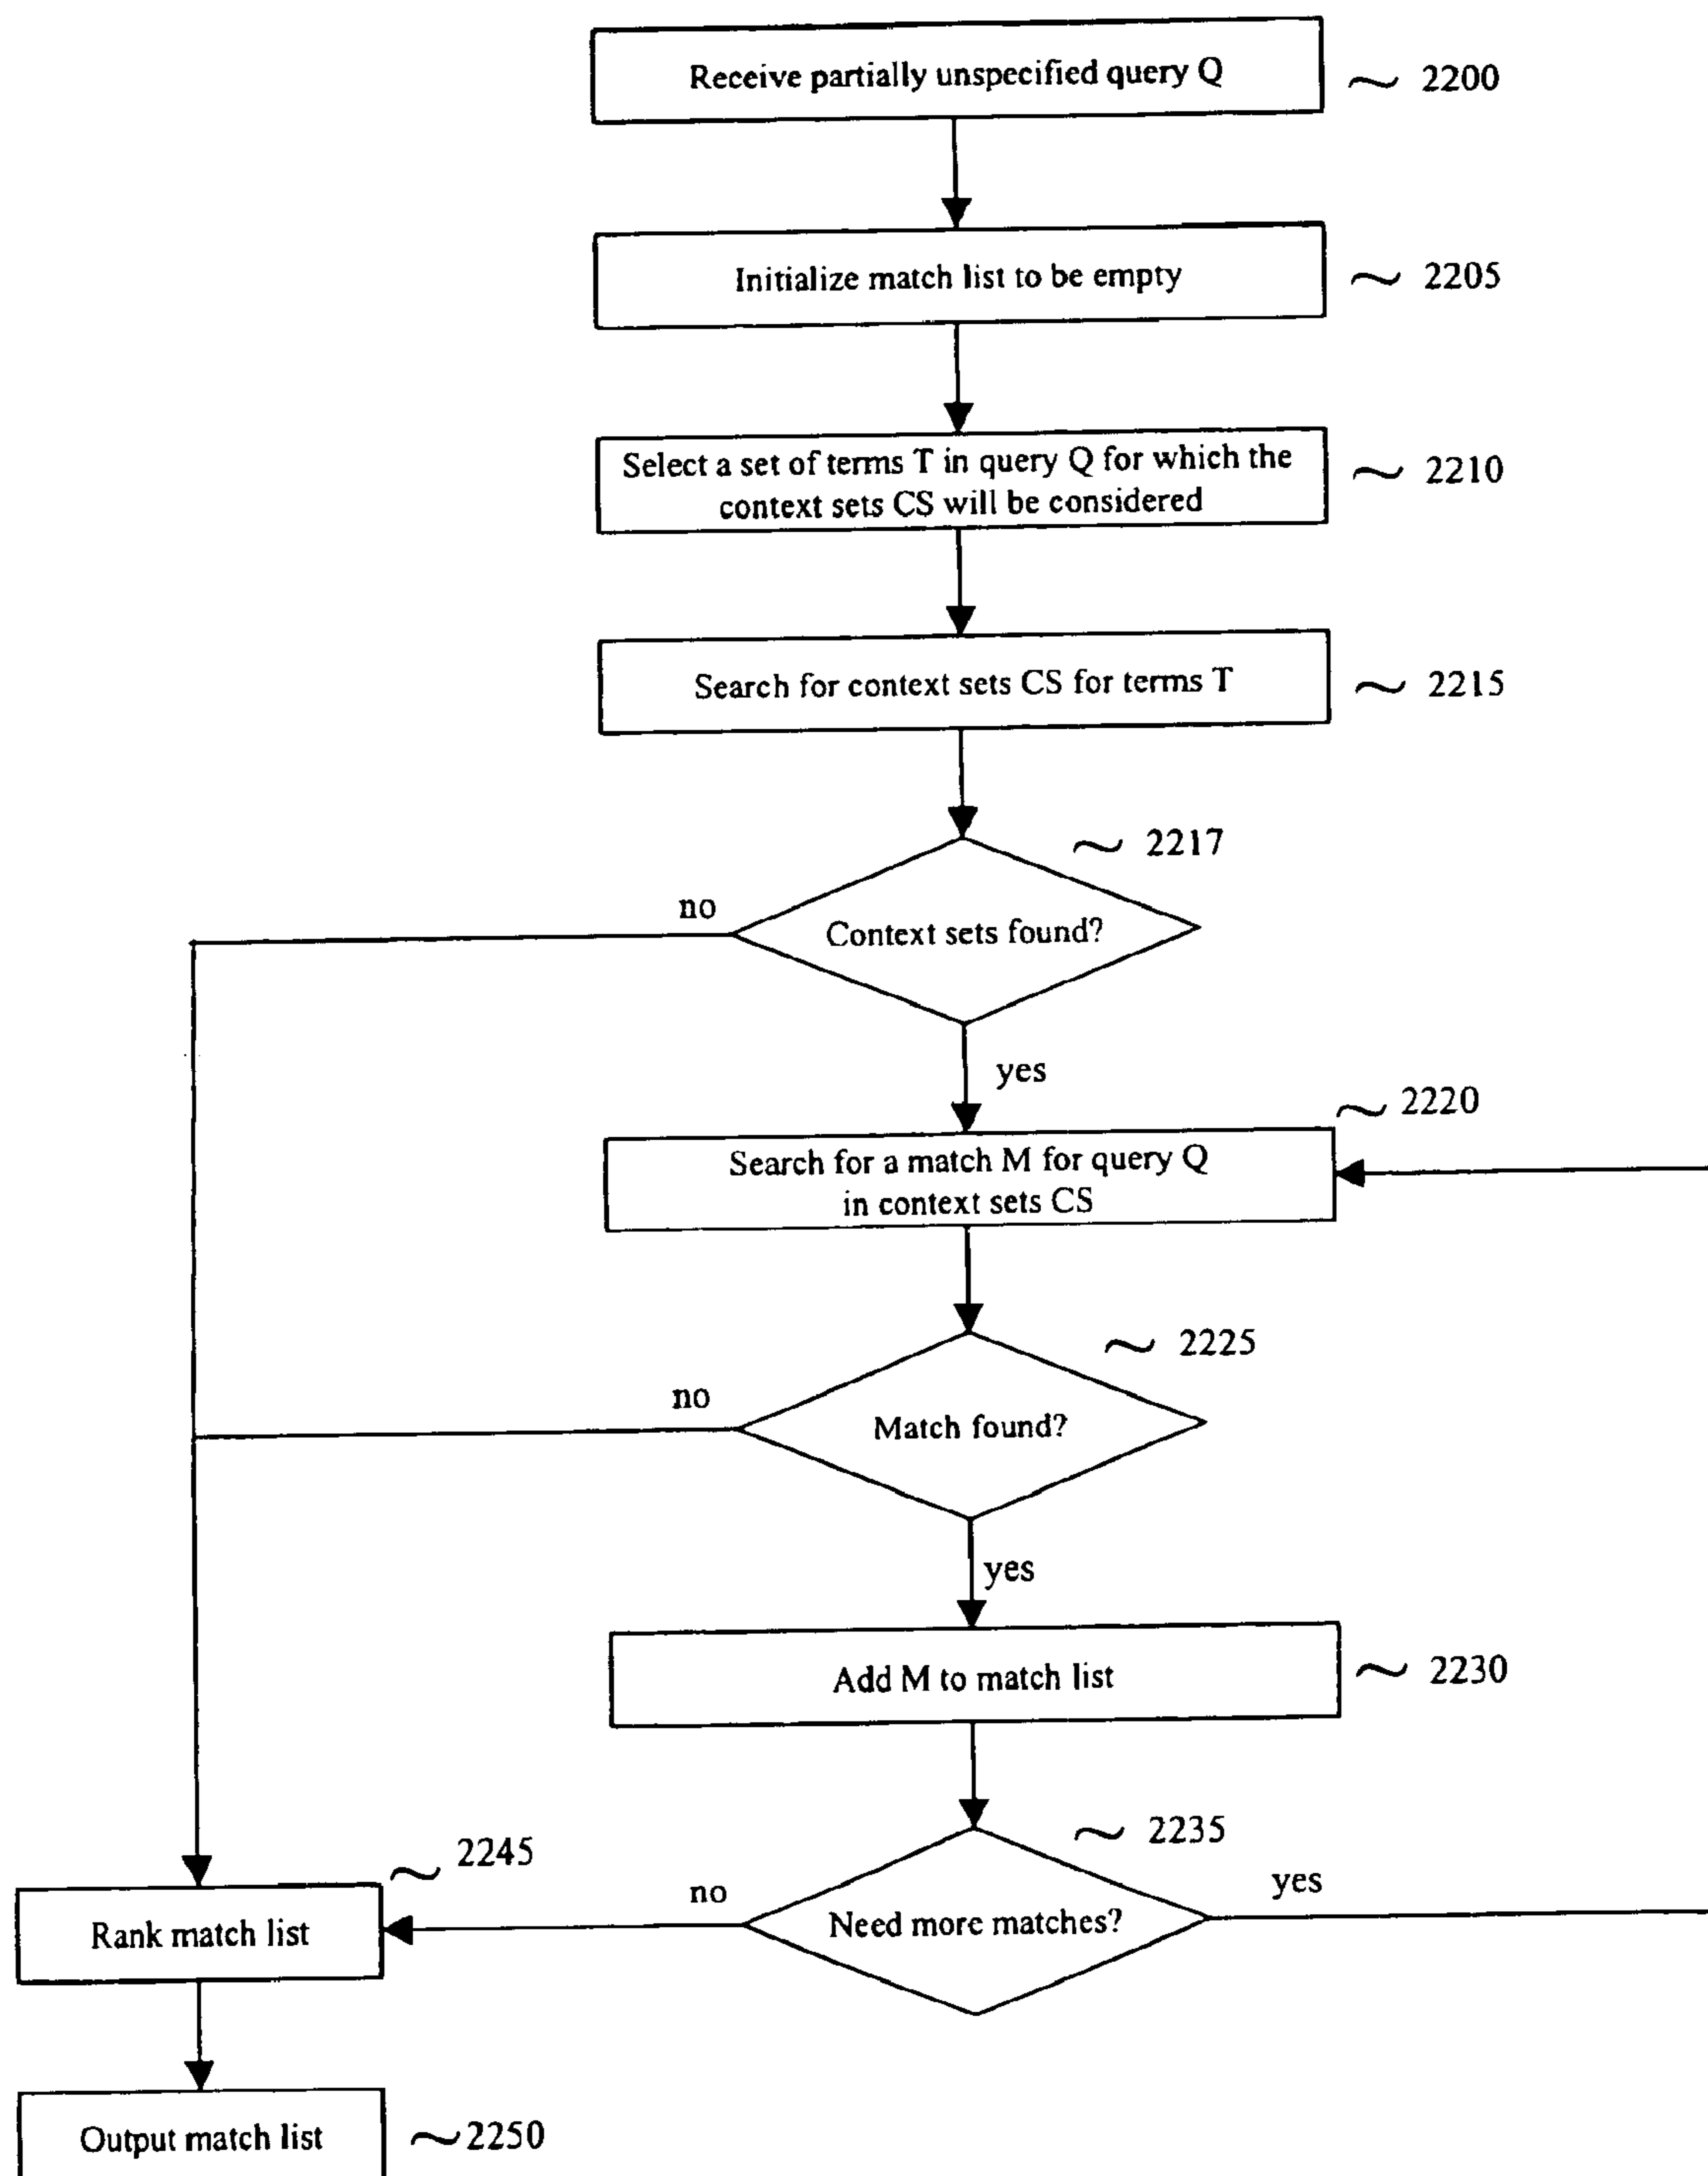 Receive partially unspecified query Q
2200
Initialize match list to be empty
2205
Select a set of terms T in query Q for which the
context sets CS will be considered
2210
Search for context sets CS for terms T
2215
2217
Context sets found?
no
yes
2220
Search for a match M for query Q
in context sets CS
2225
Match found?
no
yes
Add M to match list
2230
2235
Need more matches?
no
yes
2245
Rank match list
Output match list
2250